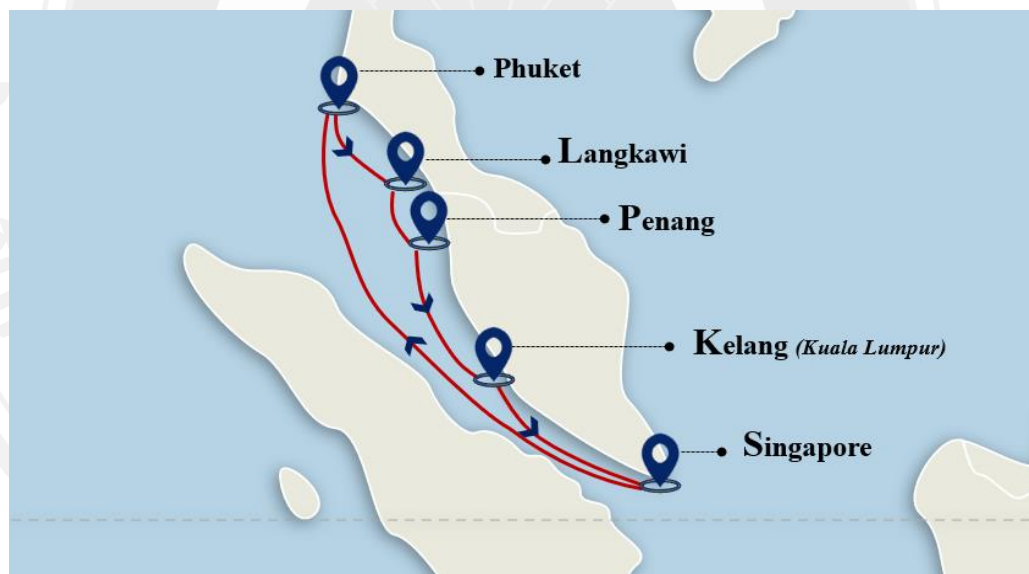 Phuket
Langkawi
Penang
Kelang (Kuala Lumpur)
Singapore